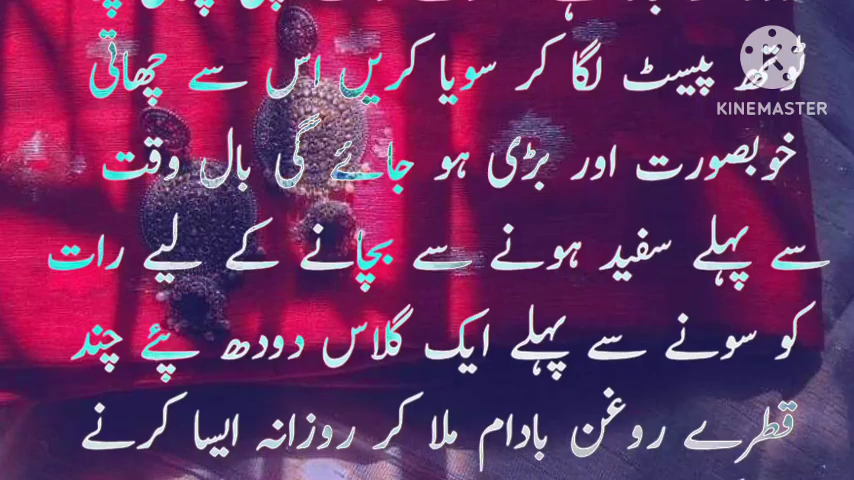 KINEMASTER
ٹوتھ پیسٹ لگا کر سویا کریں اس سے چھاتی
خوبصورت اور بڑی ہو جائے گی بال وقت
سے پہلے سفید ہونے سے بچانے کے لیے رات
کو سونے سے پہلے ایک گلاس دودھ پئے چند
قطرے روغن بادام ملا کر روزانہ ایسا کرنے